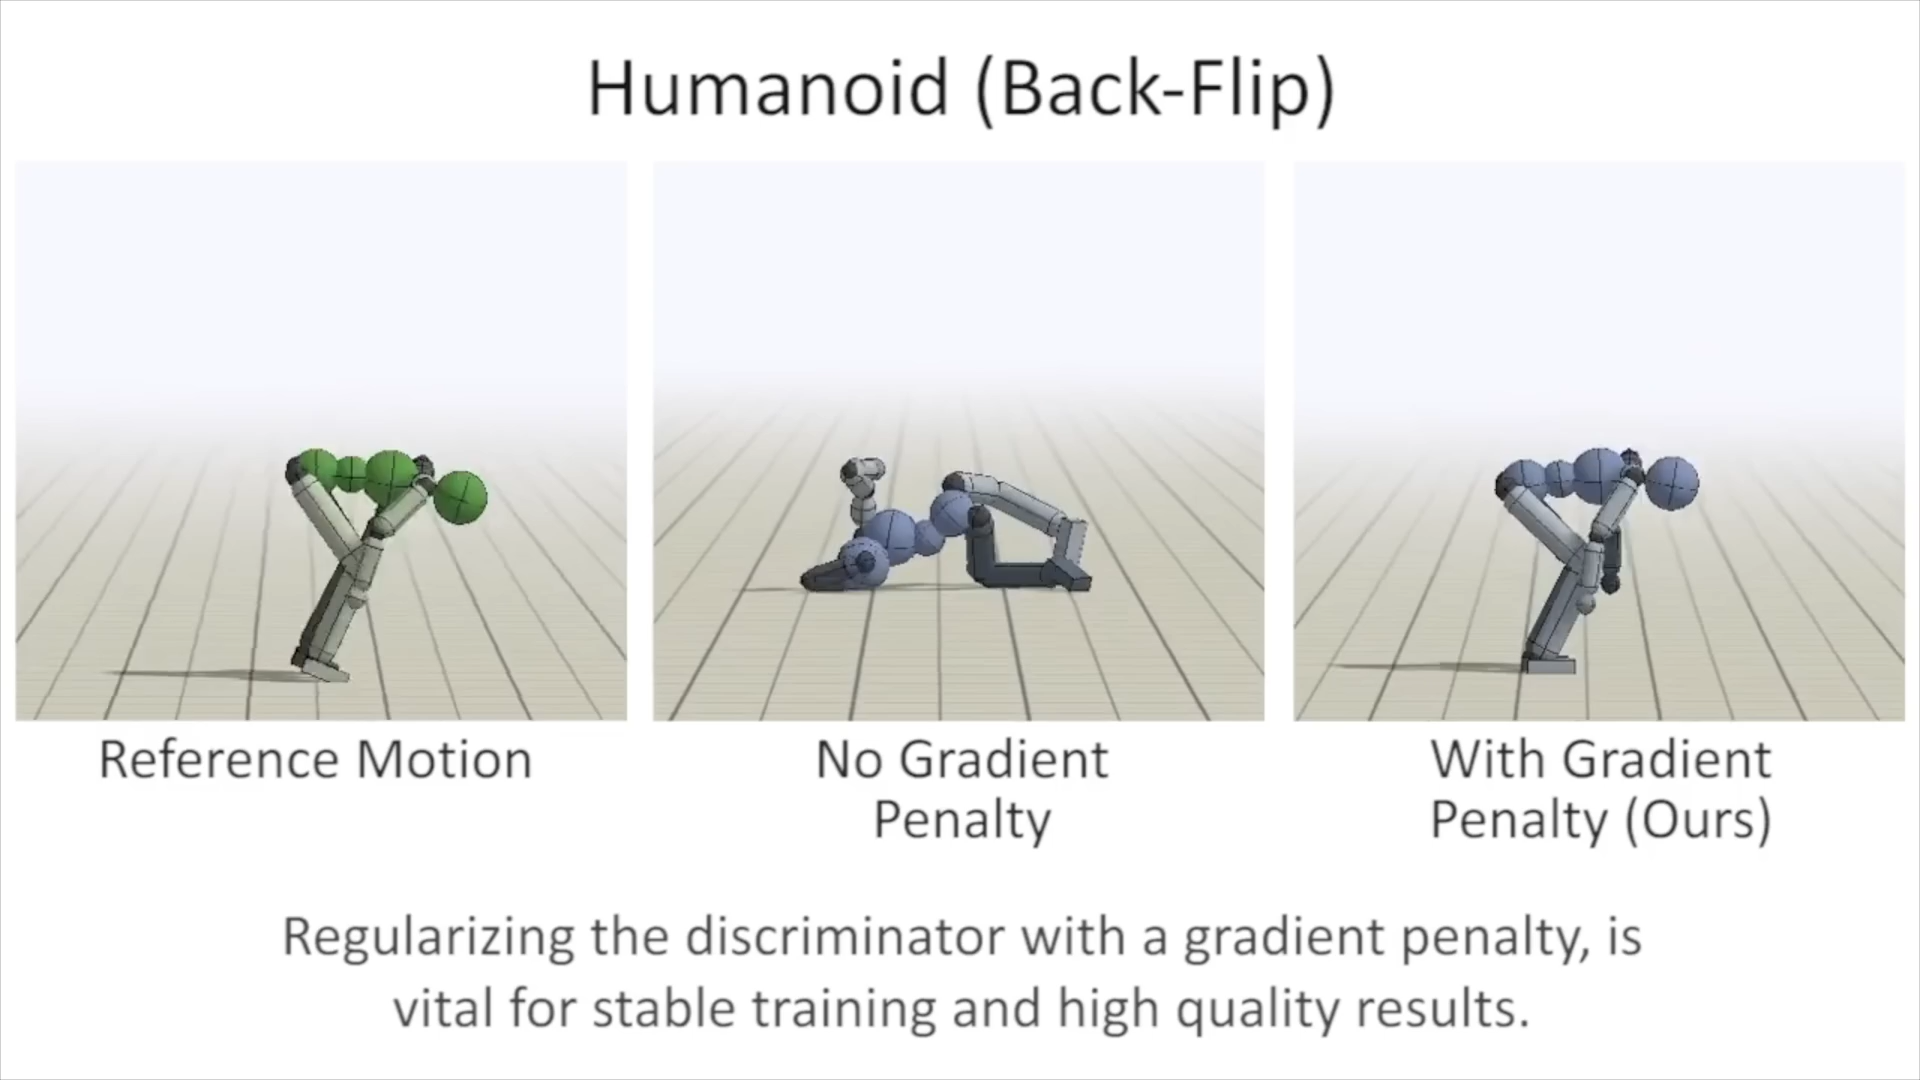 Humanoid (Back-Flip)
Reference Motion
No Gradient
Penalty
With Gradient
Penalty (Ours)
Regularizing the discriminator with a gradient penalty, is
vital for stable training and high quality results.